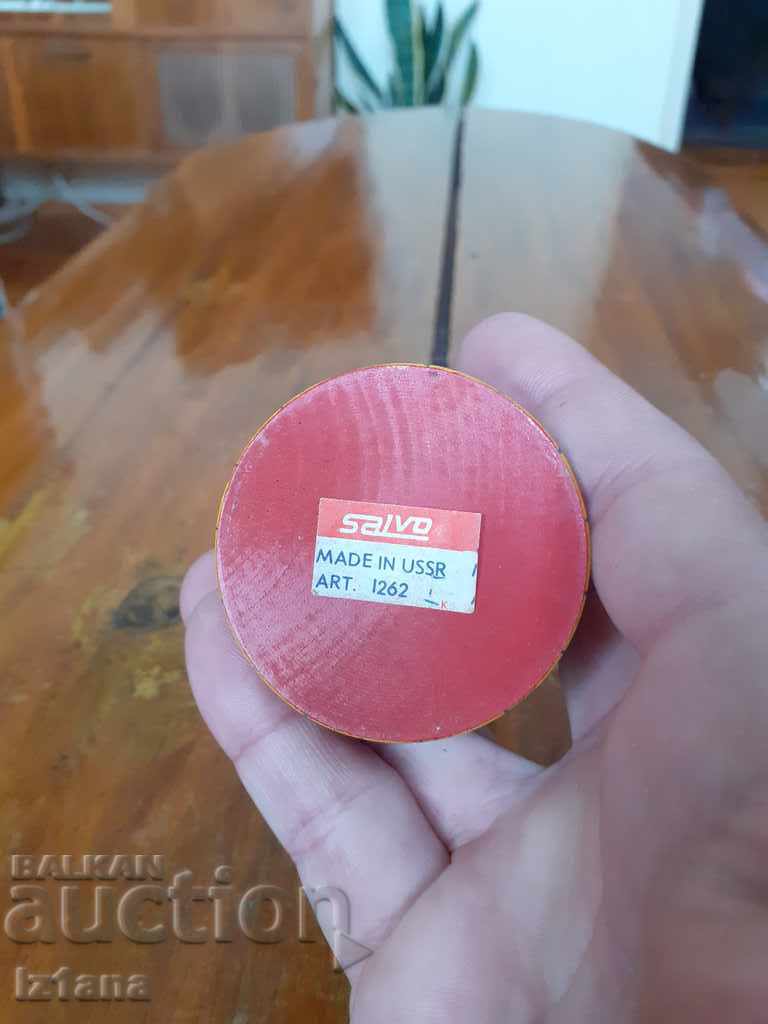 SALVO
MADE IN USSR
ART. 1262
K
BALKAN
auction
Iz1ana